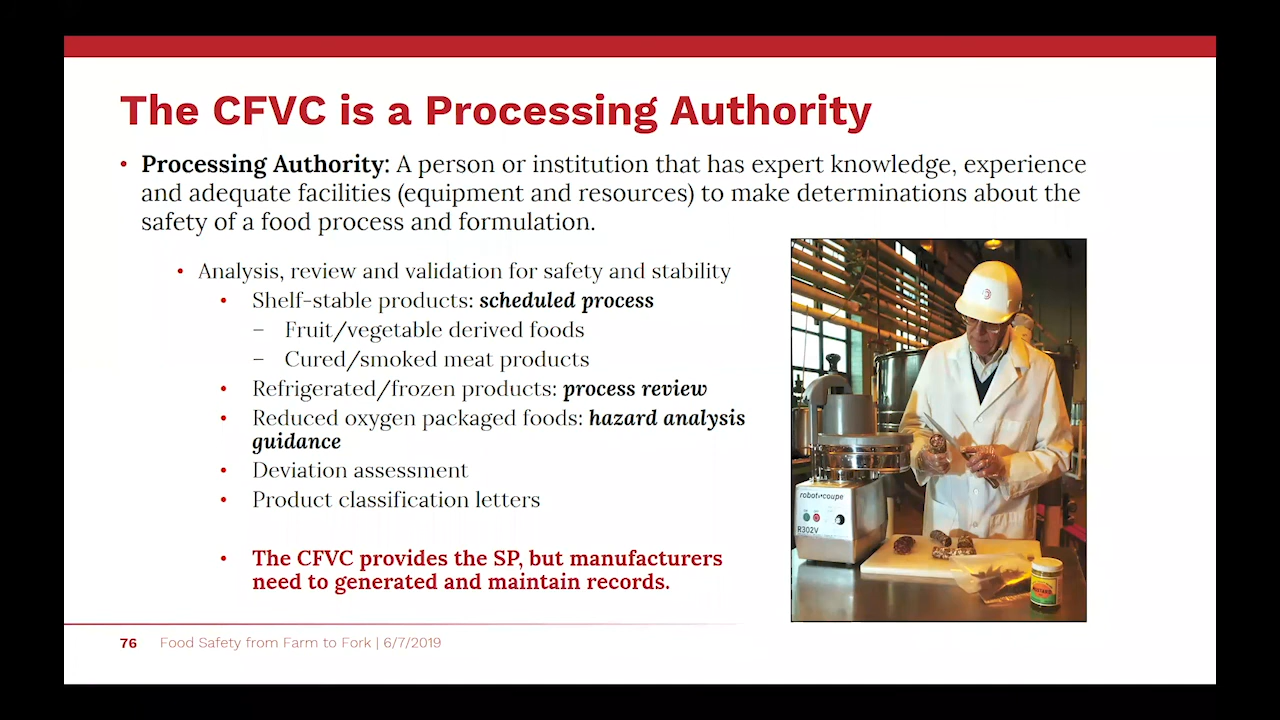 The CFVC is a Processing Authority
• Processing Authority: A person or institution that has expert knowledge, experience
and adequate facilities (equipment and resources) to make determinations about the
safety of a food process and formulation.
• Analysis, review and validation for safety and stability
• Shelf-stable products: scheduled process
– Fruit/vegetable derived foods
– Cured/smoked meat products
• Refrigerated/frozen products: process review
• Reduced oxygen packaged foods: hazard analysis
guidance
• Deviation assessment
• Product classification letters
• The CFVC provides the SP, but manufacturers
need to generated and maintain records.
robot coupe
R302V
76 Food Safety from Farm to Fork | 6/7/2019